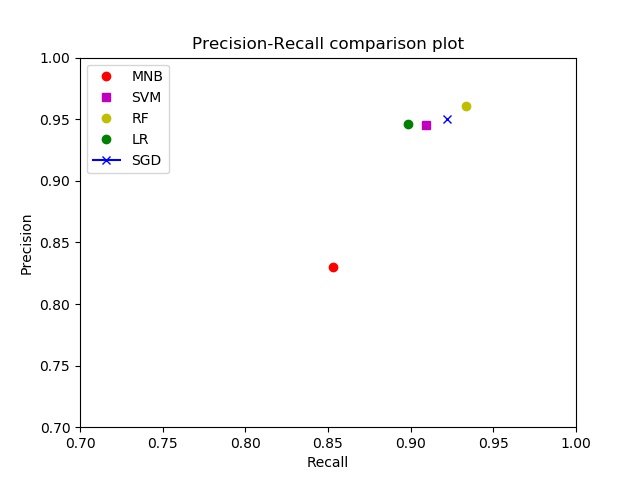 Precision-Recall comparison plot
1.00
0.95
0.90
0.85
0.80
0.75
0.70
Precision
MNB
SVM
RF
LR
SGD
0.70 0.75 0.80 0.85 0.90 0.95 1.00
Recall